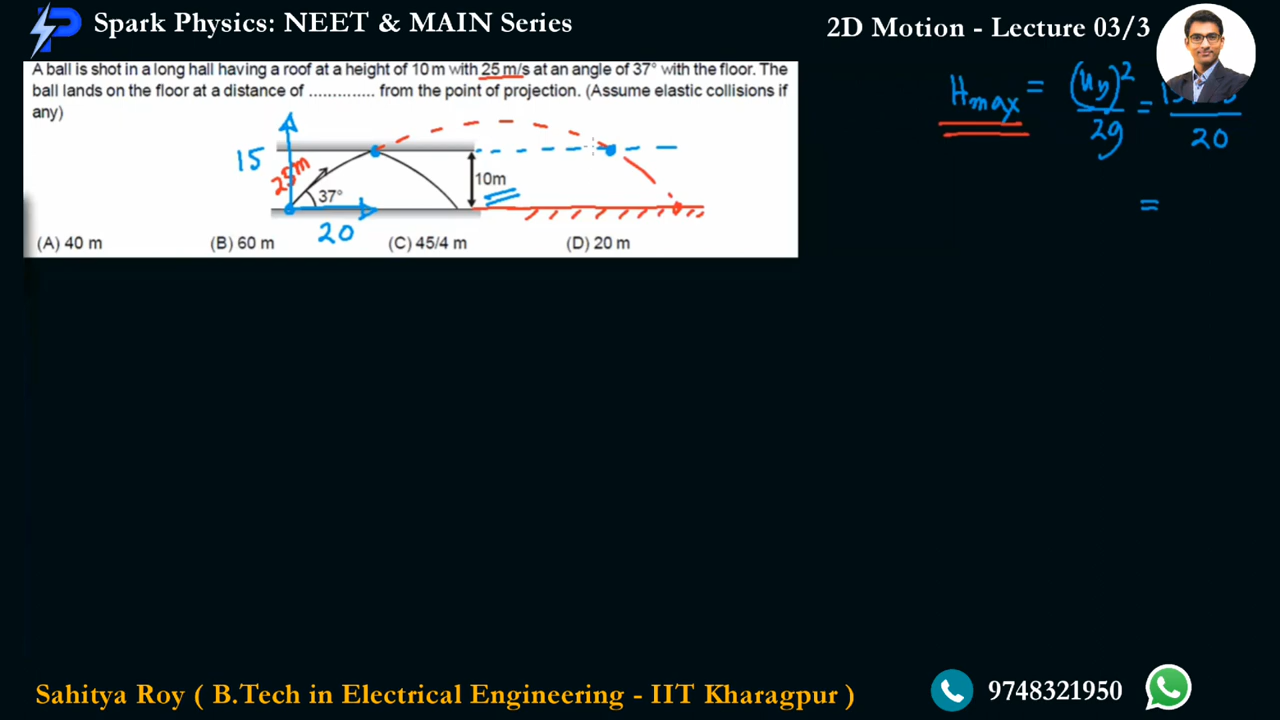 Spark Physics: NEET & MAIN Series
2D Motion - Lecture 03/3
A ball is shot in a long hall having a roof at a height of 10 m with 25 m/s at an angle of 37° with the floor. The
ball lands on the floor at a distance of .............. from the point of projection. (Assume elastic collisions if
any)
15
25m
37°
20
10m
(A) 40 m (B) 60 m (C) 45/4 m (D) 20 m
Hmax = (uy)² / 2g = / 20
=
Sahitya Roy ( B.Tech in Electrical Engineering - IIT Kharagpur )
9748321950